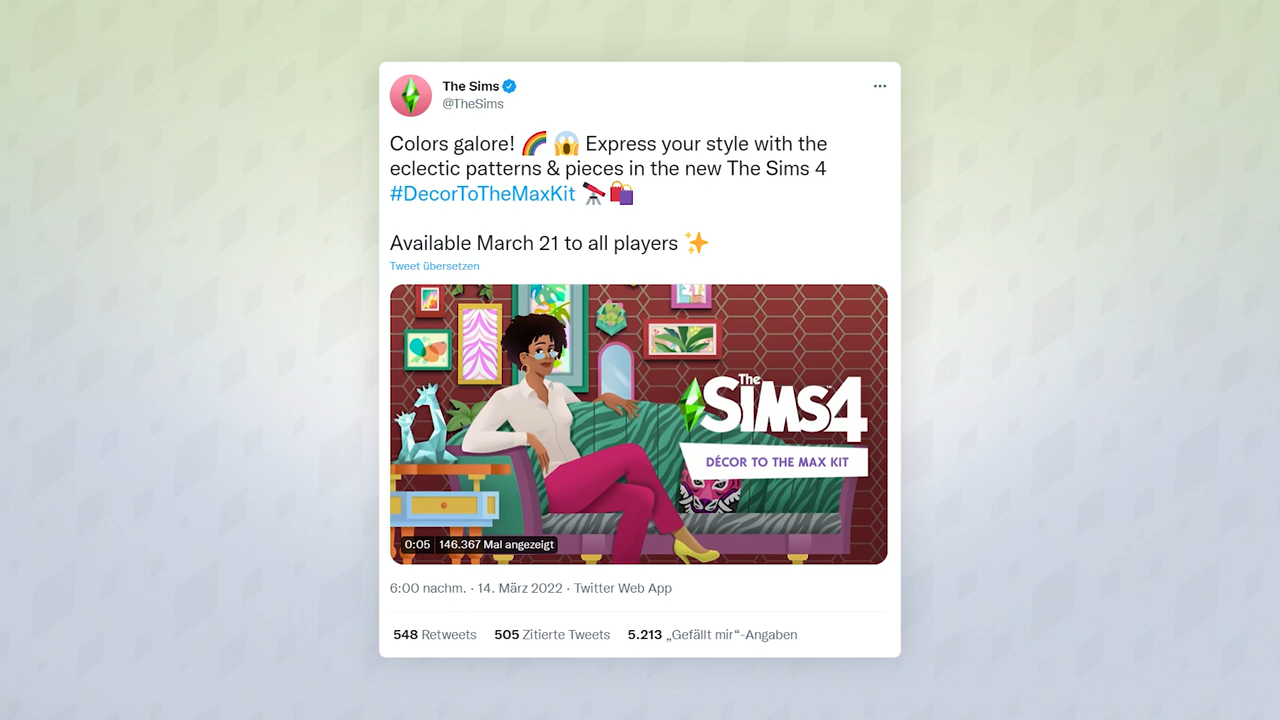 The Sims
@TheSims
Colors galore! 🌈 😱 Express your style with the
eclectic patterns & pieces in the new The Sims 4
#DecorToTheMaxKit 🔭🛍️
Available March 21 to all players ✨
Tweet übersetzen
The
SIMS4
DÉCOR TO THE MAX KIT
0:05 146.367 Mal angezeigt
6:00 nachm. · 14. März 2022 · Twitter Web App
548 Retweets 505 Zitierte Tweets 5.213 „Gefällt mir“-Angaben